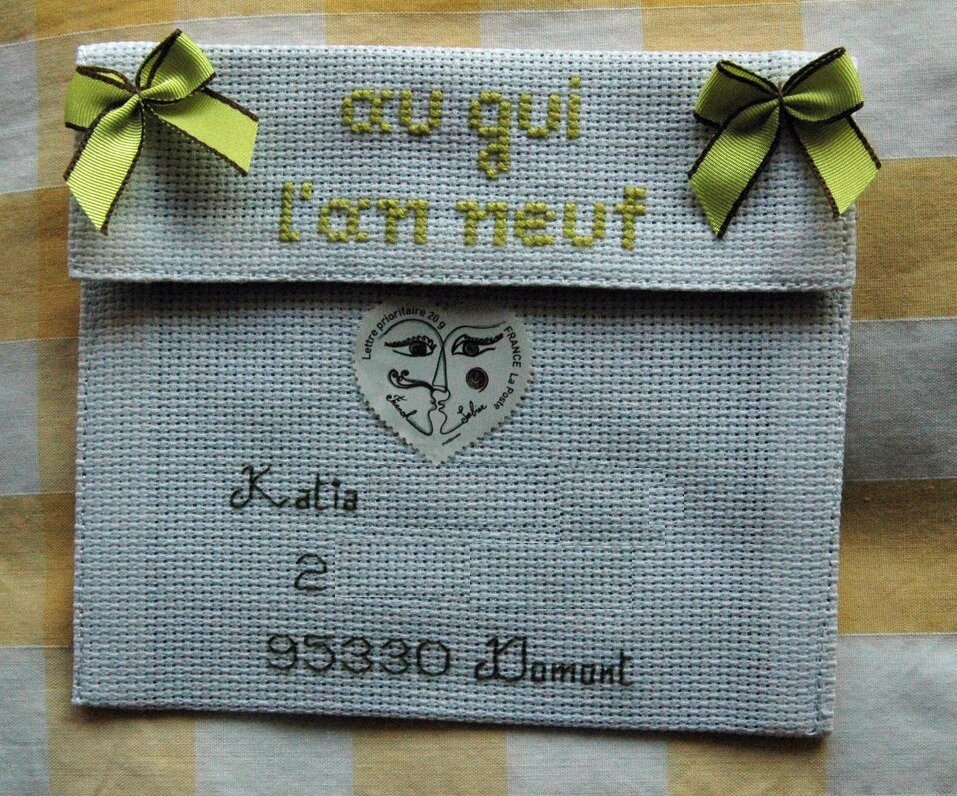 au gui
l'an neuf
Lettre prioritaire 20 g
FRANCE La Poste
Katia
2
95330 Domont